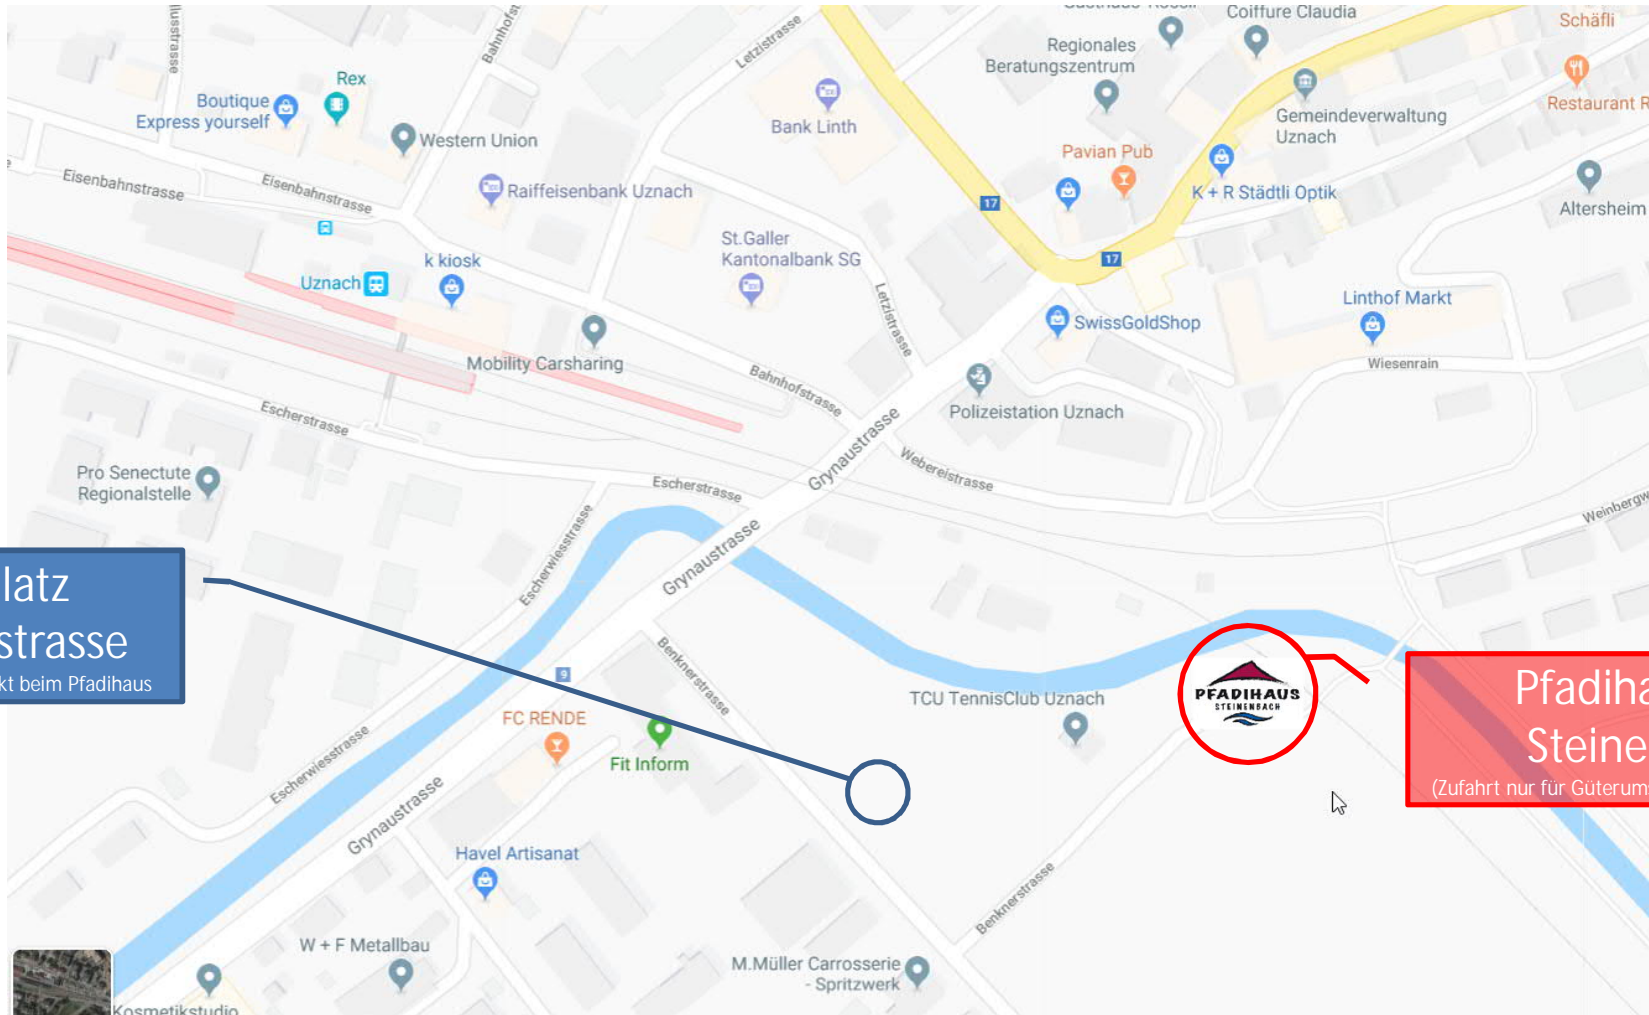 Coiffure Claudia
Schäfli
Letzistrasse
Regionales
Beratungszentrum
Rex
Boutique
Express yourself
Bank Linth
Restaurant R
Gemeindeverwaltung
Uznach
Western Union
Pavian Pub
Eisenbahnstrasse
Eisenbahnstrasse
Raiffeisenbank Uznach
K + R Städtli Optik
17
Altersheim
St.Galler
Kantonalbank SG
k kiosk
17
Uznach
Letzistrasse
Linthof Markt
SwissGoldShop
Mobility Carsharing
Wiesenrain
Bahnhofstrasse
Polizeistation Uznach
Escherstrasse
Grynaustrasse
Webereistrasse
Pro Senectute
Regionalstelle
Escherstrasse
Weinbergw
Escherwiesstrasse
Grynaustrasse
latz
strasse
kt beim Pfadihaus
Benknerstrasse
9
PFADIHAUS
STEINENBACH
Pfadiha
Steine
(Zufahrt nur für Güterums
TCU TennisClub Uznach
FC RENDE
Fit Inform
Escherwiesstrasse
Grynaustrasse
Havel Artisanat
Benknerstrasse
W + F Metallbau
M.Müller Carrosserie
- Spritzwerk
Kosmetikstudio